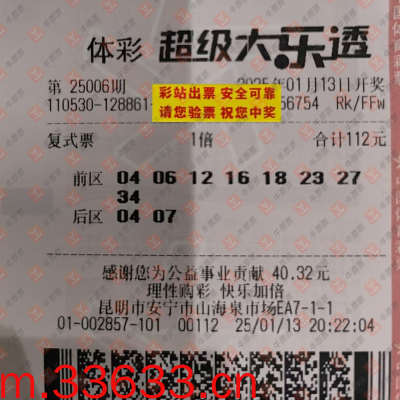 体彩 超级大乐透
第 25006期 2025年01月13日开奖
110530-128861- 56754 Rk/FFw
彩站出票 安全可靠
请您验票 祝您中奖
复式票 1倍 合计112元
前区 04 06 12 16 18 23 27
34
后区 04 07
感谢您为公益事业贡献 40.32元
理性购彩 快乐加倍
昆明市安宁市山海泉市场EA7-1-1
01-002857-101 00112 25/01/13 20:22:04
m.33633.cn